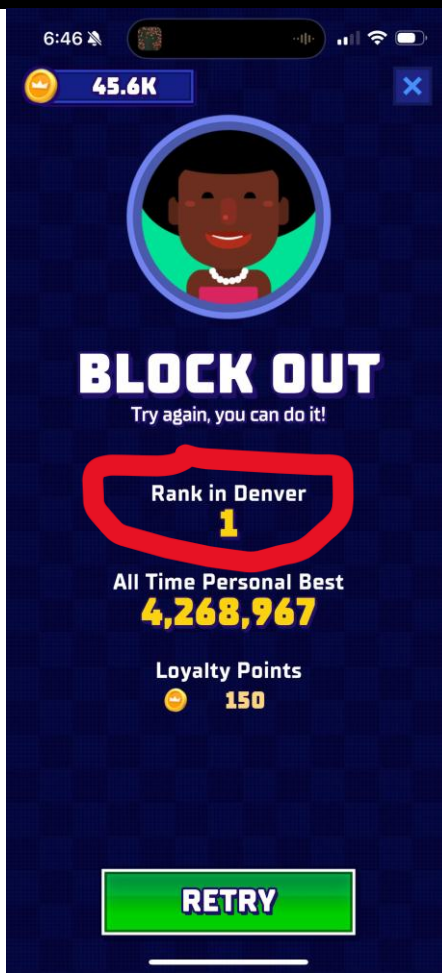 6:46
45.6K
BLOCK OUT
Try again, you can do it!
Rank in Denver
1
All Time Personal Best
4,268,967
Loyalty Points
150
RETRY